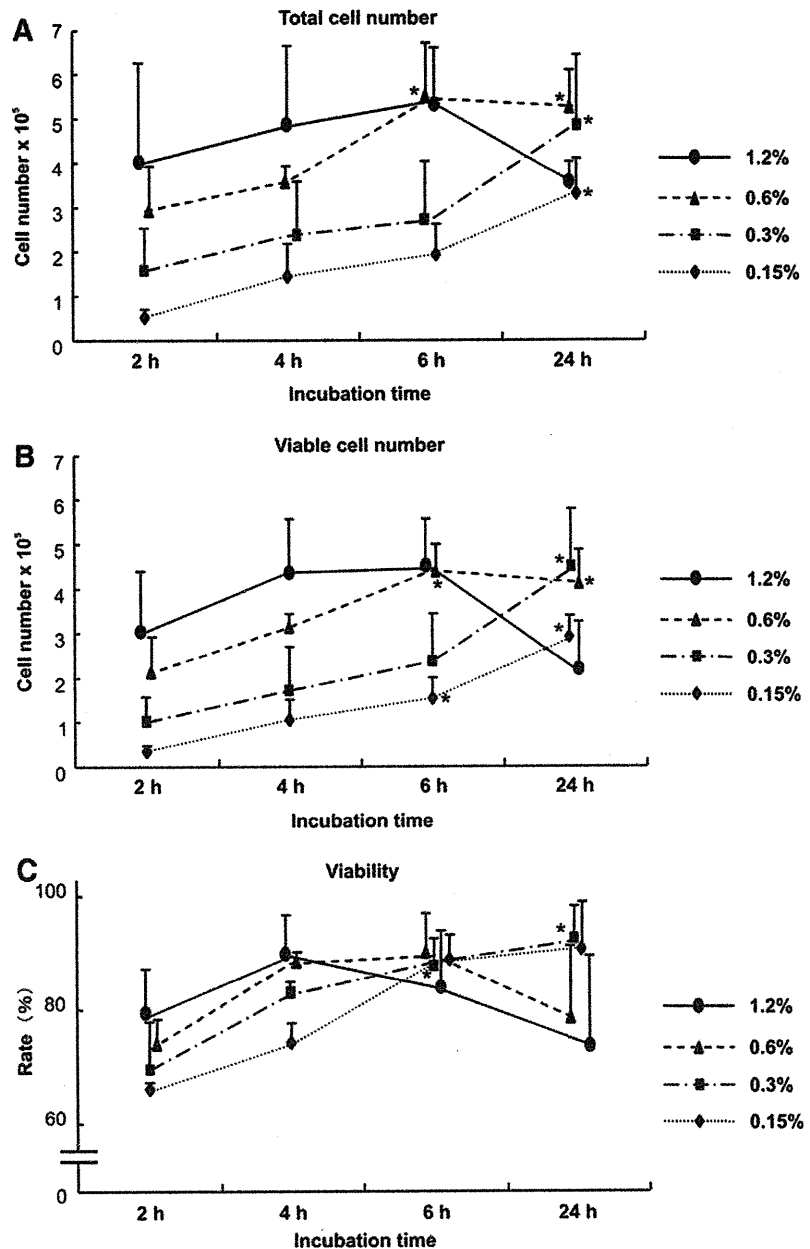 A
Total cell number
7
6
5
4
3
2
1
0
Cell number x 10⁵
2 h
4 h
6 h
24 h
Incubation time
*
*
*
*
1.2%
0.6%
0.3%
0.15%
B
Viable cell number
7
6
5
4
3
2
1
0
Cell number x 10⁵
2 h
4 h
6 h
24 h
Incubation time
*
*
*
*
*
1.2%
0.6%
0.3%
0.15%
C
Viability
100
80
60
0
Rate (%)
2 h
4 h
6 h
24 h
Incubation time
*
*
1.2%
0.6%
0.3%
0.15%